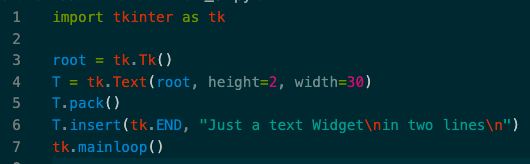 1 import tkinter as tk
2
3 root = tk.Tk()
4 T = tk.Text(root, height=2, width=30)
5 T.pack()
6 T.insert(tk.END, "Just a text Widget\nin two lines\n")
7 tk.mainloop()